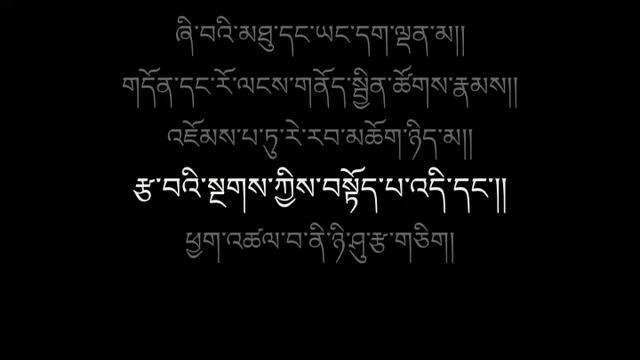 ཞི་བའི་མཐུ་དང་ཡང་དག་ལྡན་མ།།
གདོན་དང་རོ་ལངས་གནོད་སྦྱིན་ཚོགས་རྣམས།།
འཇོམས་པ་ཏུ་རེ་རབ་མཆོག་ཉིད་མ།།
རྩ་བའི་སྔགས་ཀྱིས་བསྟོད་པ་འདི་དང་།།
ཕྱག་འཚལ་བ་ནི་ཉི་ཤུ་རྩ་གཅིག།